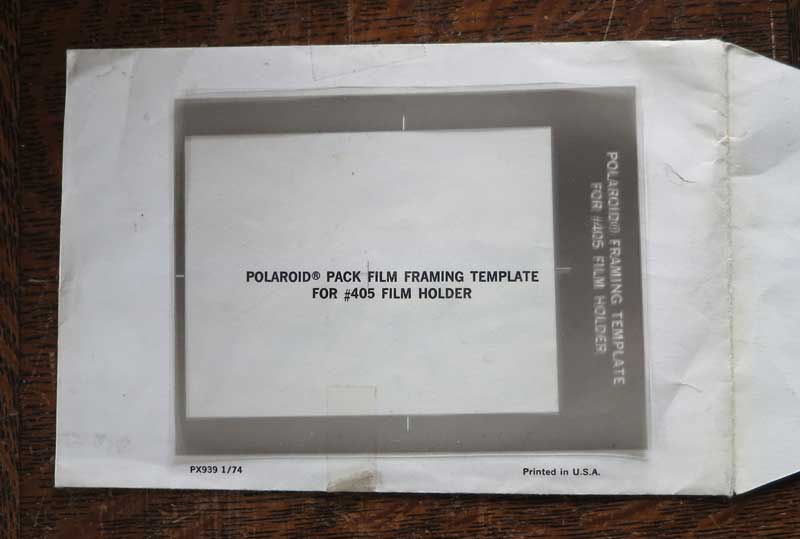 POLAROID® PACK FILM FRAMING TEMPLATE
FOR #405 FILM HOLDER
POLAROID® FRAMING TEMPLATE
FOR #405 FILM HOLDER
PX939 1/74
Printed in U.S.A.